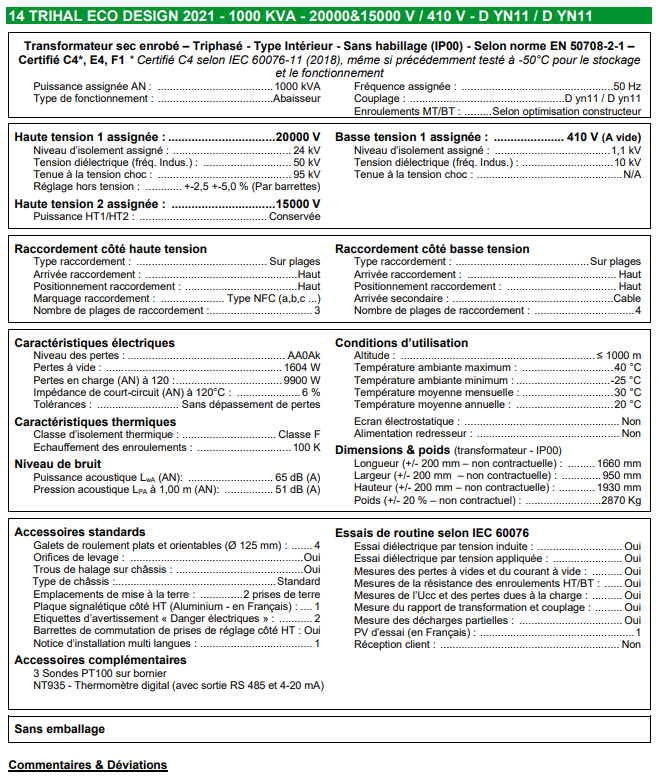 14 TRIHAL ECO DESIGN 2021 - 1000 KVA - 20000&15000 V / 410 V - D YN11 / D YN11
Transformateur sec enrobé – Triphasé - Type Intérieur - Sans habillage (IP00) - Selon norme EN 50708-2-1 –
Certifié C4*, E4, F1 * Certifié C4 selon IEC 60076-11 (2018), même si précédemment testé à -50°C pour le stockage
et le fonctionnement
Puissance assignée AN : ........ 1000 kVA
Type de fonctionnement : ........ Abaisseur
Fréquence assignée : ........ 50 Hz
Couplage : ........ D yn11 / D yn11
Enroulements MT/BT : ........ Selon optimisation constructeur
Haute tension 1 assignée : ........ 20000 V
Niveau d'isolement assigné : ........ 24 kV
Tension diélectrique (fréq. Indus.) : ........ 50 kV
Tenue à la tension choc : ........ 95 kV
Réglage hors tension : ........ +-2,5 +-5,0 % (Par barrettes)
Haute tension 2 assignée : ........ 15000 V
Puissance HT1/HT2 : ........ Conservée
Basse tension 1 assignée : ........ 410 V (A vide)
Niveau d'isolement assigné : ........ 1,1 kV
Tension diélectrique (fréq. Indus.) : ........ 10 kV
Tenue à la tension choc : ........ N/A
Raccordement côté haute tension
Type raccordement : ........ Sur plages
Arrivée raccordement : ........ Haut
Positionnement raccordement : ........ Haut
Marquage raccordement : ........ Type NFC (a,b,c ...)
Nombre de plages de raccordement : ........ 3
Raccordement côté basse tension
Type raccordement : ........ Sur plages
Arrivée raccordement : ........ Haut
Positionnement raccordement : ........ Haut
Arrivée secondaire : ........ Cable
Nombre de plages de raccordement : ........ 4
Caractéristiques électriques
Niveau des pertes : ........ AA0Ak
Pertes à vide : ........ 1604 W
Pertes en charge (AN) à 120 : ........ 9900 W
Impédance de court-circuit (AN) à 120°C : ........ 6 %
Tolérances : ........ Sans dépassement de pertes
Caractéristiques thermiques
Classe d'isolement thermique : ........ Classe F
Echauffement des enroulements : ........ 100 K
Niveau de bruit
Puissance acoustique LwA (AN): ........ 65 dB (A)
Pression acoustique LPA à 1,00 m (AN): ........ 51 dB (A)
Conditions d'utilisation
Altitude : ........ ≤ 1000 m
Température ambiante maximum : ........ 40 °C
Température ambiante minimum : ........ -25 °C
Température moyenne mensuelle : ........ 30 °C
Température moyenne annuelle : ........ 20 °C
Ecran électrostatique : ........ Non
Alimentation redresseur : ........ Non
Dimensions & poids (transformateur - IP00)
Longueur (+/- 200 mm – non contractuelle) : ........ 1660 mm
Largeur (+/- 200 mm – non contractuelle) : ........ 950 mm
Hauteur (+/- 200 mm – non contractuelle) : ........ 1930 mm
Poids (+/- 20 % – non contractuel) : ........ 2870 Kg
Accessoires standards
Galets de roulement plats et orientables (Ø 125 mm) : ........ 4
Orifices de levage : ........ Oui
Trous de halage sur châssis : ........ Oui
Type de châssis : ........ Standard
Emplacements de mise à la terre : ........ 2 prises de terre
Plaque signalétique côté HT (Aluminium - en Français) : .... 1
Etiquettes d'avertissement « Danger électriques » : ........ 2
Barrettes de commutation de prises de réglage côté HT : Oui
Notice d'installation multi langues : ........ 1
Accessoires complémentaires
3 Sondes PT100 sur bornier
NT935 - Thermomètre digital (avec sortie RS 485 et 4-20 mA)
Essais de routine selon IEC 60076
Essai diélectrique par tension induite : ........ Oui
Essai diélectrique par tension appliquée : ........ Oui
Mesures des pertes à vides et du courant à vide : ........ Oui
Mesures de la résistance des enroulements HT/BT : ...... Oui
Mesures de l'Ucc et des pertes dues à la charge : ........ Oui
Mesure du rapport de transformation et couplage : ........ Oui
Mesure des décharges partielles : ........ Oui
PV d'essai (en Français) : ........ 1
Réception client : ........ Non
Sans emballage
Commentaires & Déviations